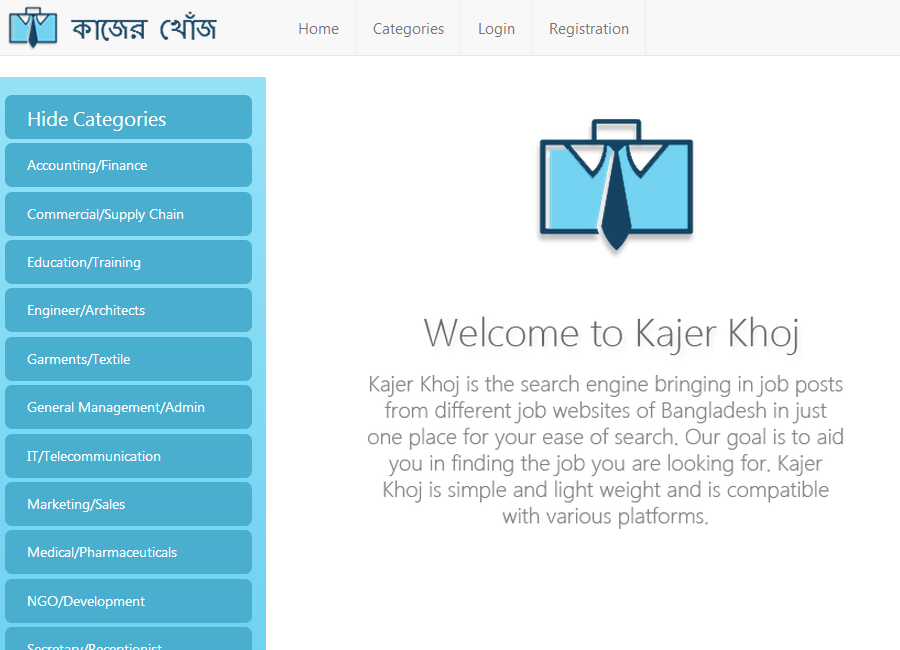 কাজের খোঁজ
Home
Categories
Login
Registration
Hide Categories
Accounting/Finance
Commercial/Supply Chain
Education/Training
Engineer/Architects
Garments/Textile
General Management/Admin
IT/Telecommunication
Marketing/Sales
Medical/Pharmaceuticals
NGO/Development
Secretary/Receptionist
Welcome to Kajer Khoj
Kajer Khoj is the search engine bringing in job posts
from different job websites of Bangladesh in just
one place for your ease of search. Our goal is to aid
you in finding the job you are looking for. Kajer
Khoj is simple and light weight and is compatible
with various platforms.